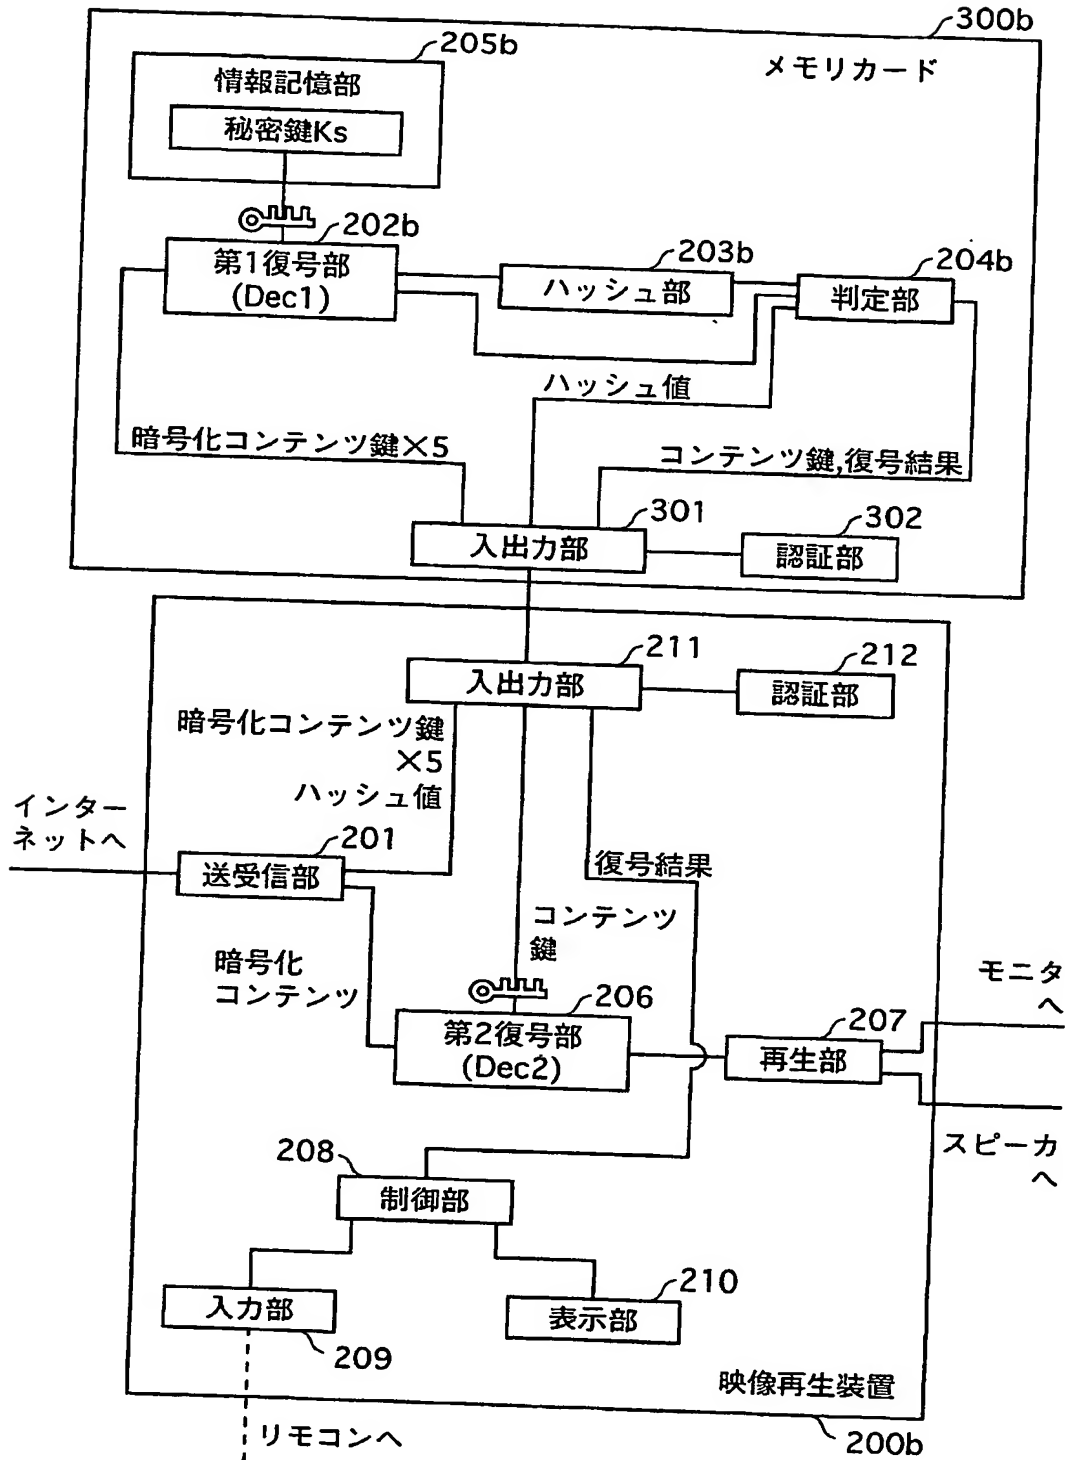 300b
メモリカード
205b
情報記憶部
秘密鍵Ks
202b
第1復号部
(Dec1)
203b
ハッシュ部
204b
判定部
ハッシュ値
暗号化コンテンツ鍵×5
コンテンツ鍵,復号結果
301
入出力部
302
認証部
211
入出力部
212
認証部
暗号化コンテンツ鍵
×5
ハッシュ値
インター
ネットへ
201
送受信部
復号結果
コンテンツ
鍵
暗号化
コンテンツ
206
第2復号部
(Dec2)
207
再生部
モニタ
へ
スピーカ
へ
208
制御部
入力部
209
210
表示部
映像再生装置
200b
リモコンへ